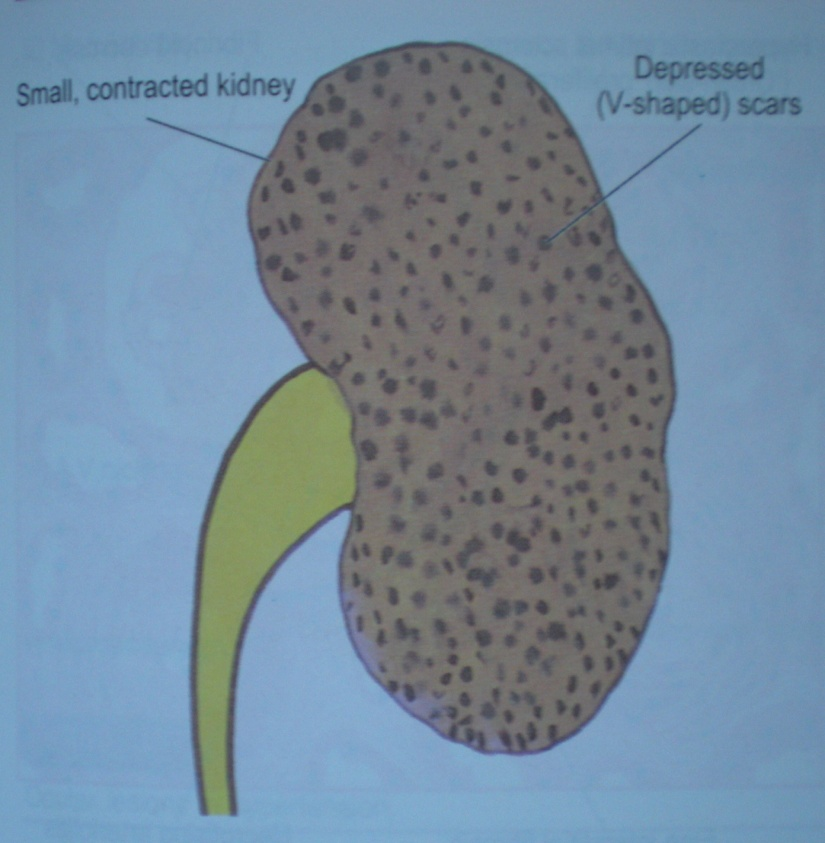 Small, contracted kidney
Depressed
(V-shaped) scars